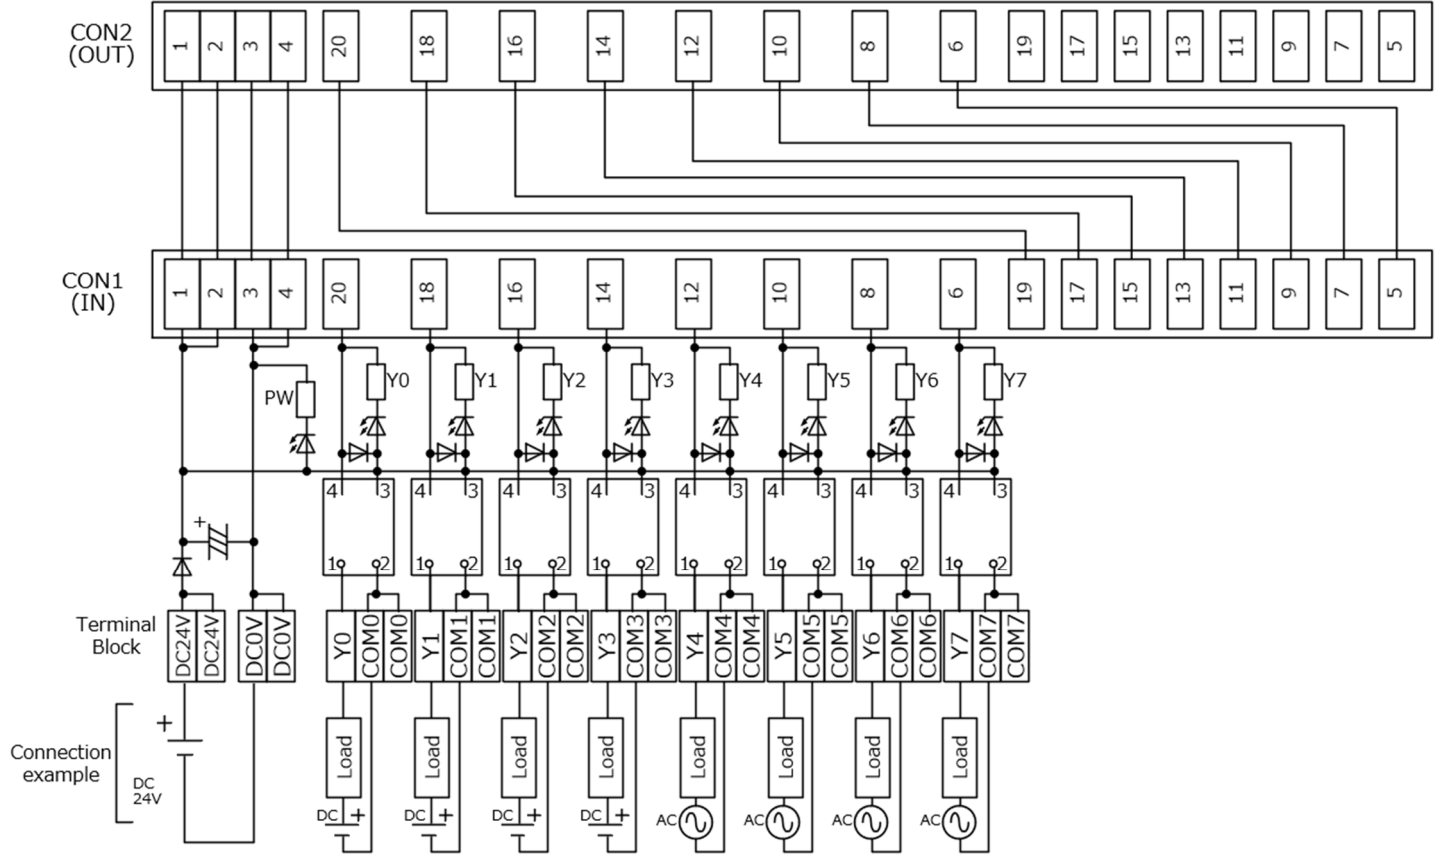 CON2
(OUT)
1 2 3 4 20 18 16 14 12 10 8 6 19 17 15 13 11 9 7 5
CON1
(IN)
1 2 3 4 20 18 16 14 12 10 8 6 19 17 15 13 11 9 7 5
PW Y0 Y1 Y2 Y3 Y4 Y5 Y6 Y7
4 3 4 3 4 3 4 3 4 3 4 3 4 3 4 3
+
1 2 1 2 1 2 1 2 1 2 1 2 1 2 1 2
Terminal
Block
DC24V DC24V DC0V DC0V Y0 COM0 COM0 Y1 COM1 COM1 Y2 COM2 COM2 Y3 COM3 COM3 Y4 COM4 COM4 Y5 COM5 COM5 Y6 COM6 COM6 Y7 COM7 COM7
+
Connection
example
DC
24V
Load Load Load Load Load Load Load Load
DC + DC + DC + DC + AC AC AC AC